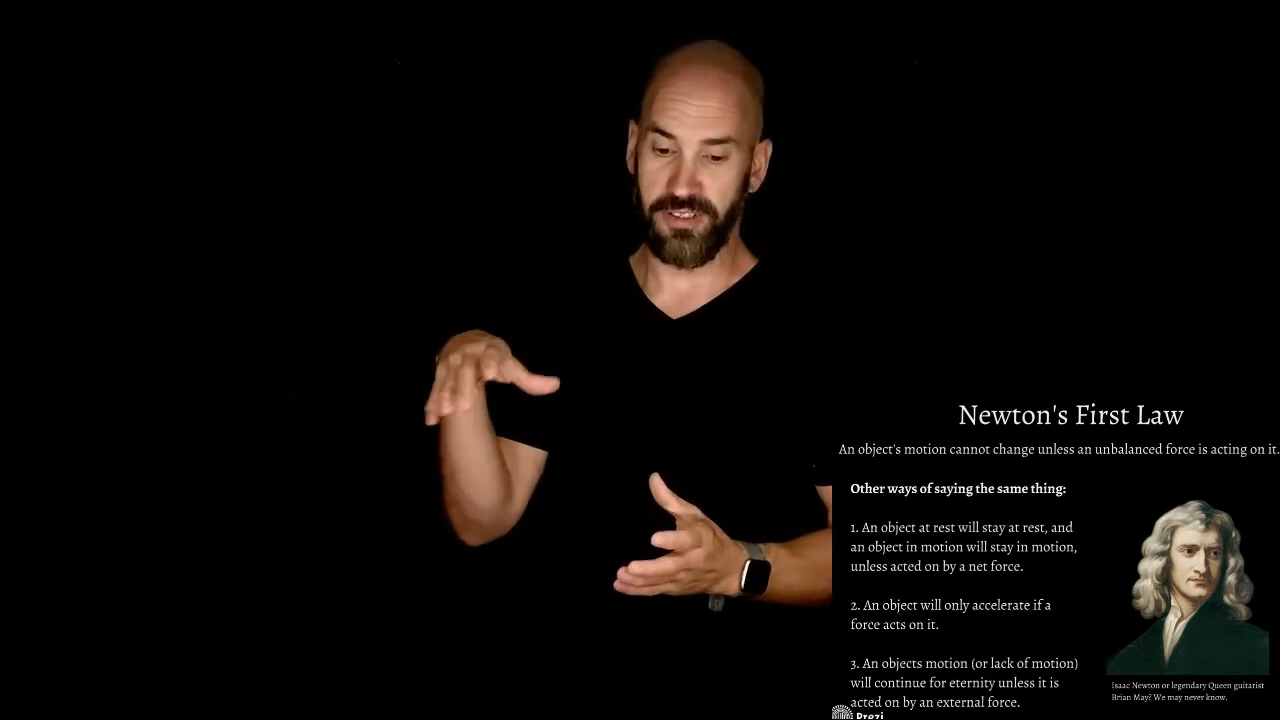 Newton's First Law
An object's motion cannot change unless an unbalanced force is acting on it.
Other ways of saying the same thing:
1. An object at rest will stay at rest, and
an object in motion will stay in motion,
unless acted on by a net force.
2. An object will only accelerate if a
force acts on it.
3. An objects motion (or lack of motion)
will continue for eternity unless it is
acted on by an external force.
Isaac Newton or legendary Queen guitarist
Brian May? We may never know.
Prezi